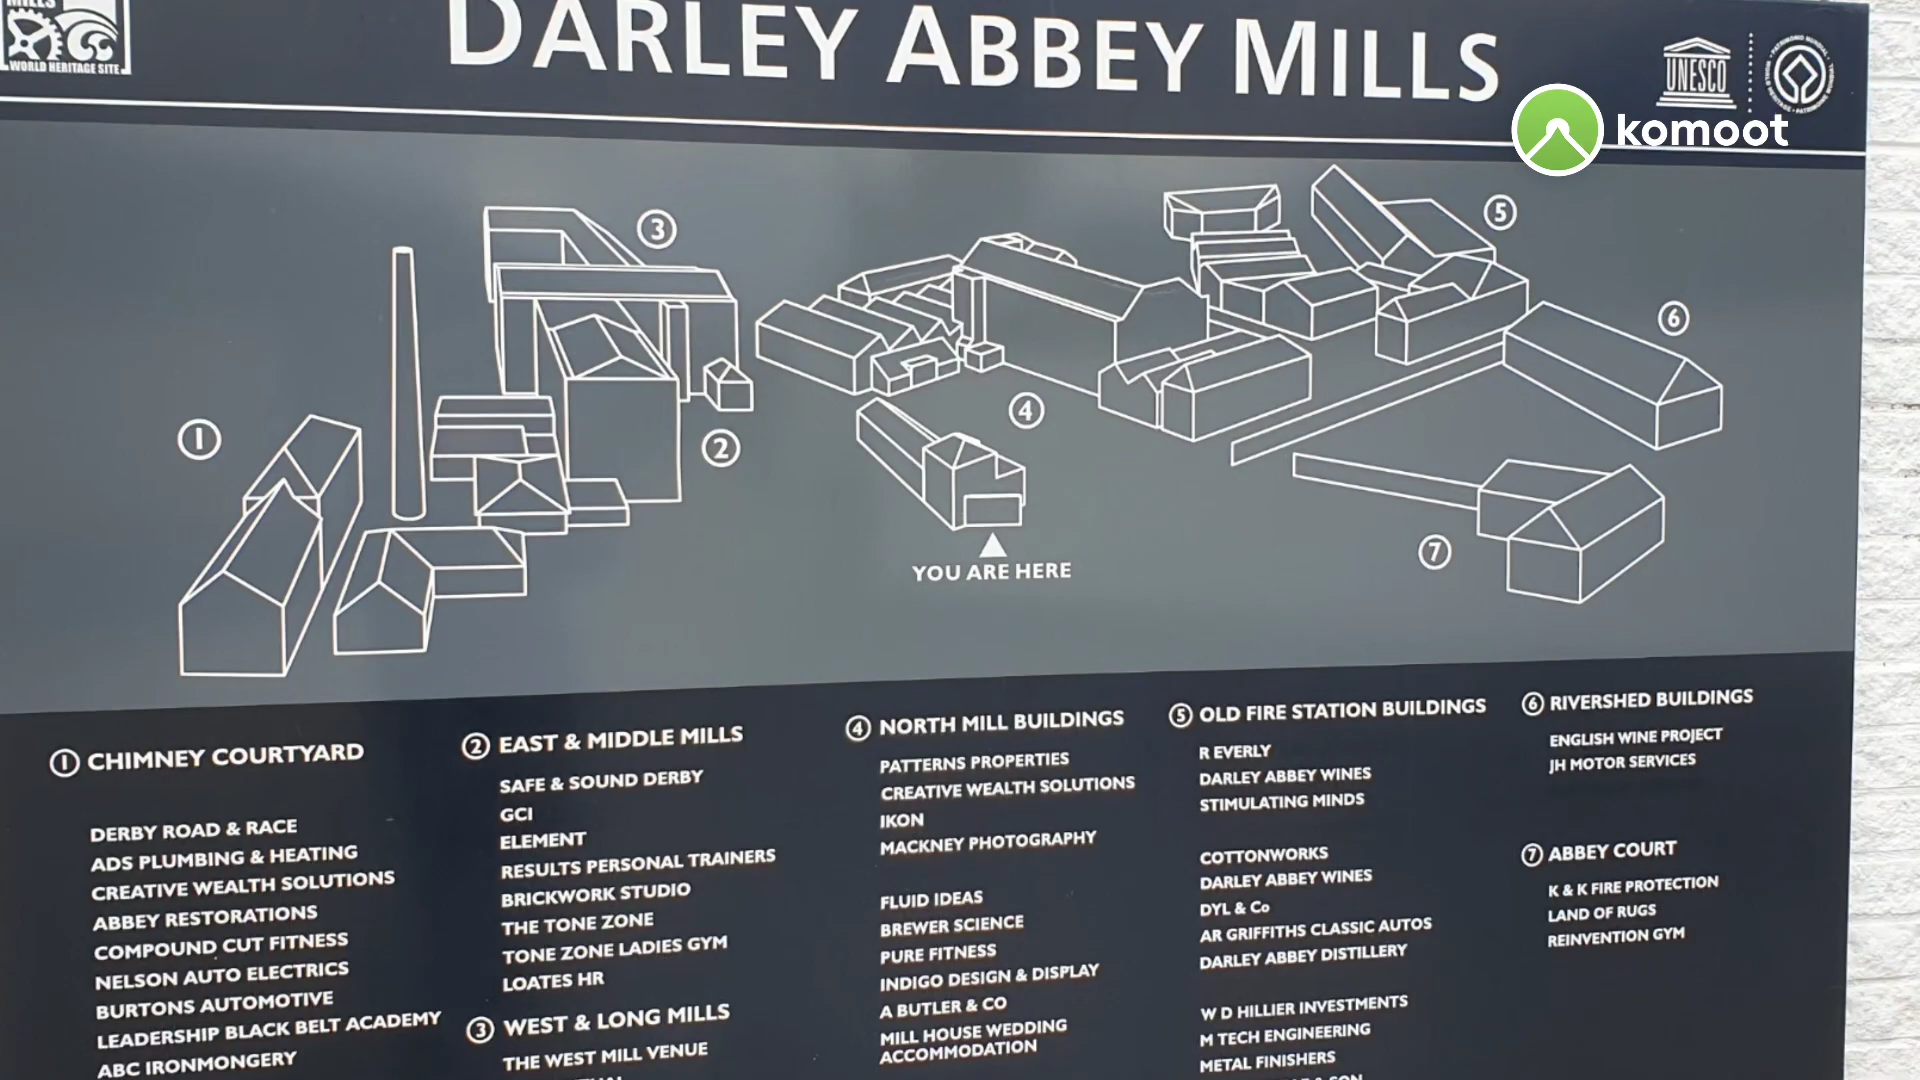 MILLS
WORLD HERITAGE SITE
DARLEY ABBEY MILLS
UNESCO
komoot
1
2
3
4
5
6
7
YOU ARE HERE
1 CHIMNEY COURTYARD
DERBY ROAD & RACE
ADS PLUMBING & HEATING
CREATIVE WEALTH SOLUTIONS
ABBEY RESTORATIONS
COMPOUND CUT FITNESS
NELSON AUTO ELECTRICS
BURTONS AUTOMOTIVE
LEADERSHIP BLACK BELT ACADEMY
ABC IRONMONGERY
2 EAST & MIDDLE MILLS
SAFE & SOUND DERBY
GCI
ELEMENT
RESULTS PERSONAL TRAINERS
BRICKWORK STUDIO
THE TONE ZONE
TONE ZONE LADIES GYM
LOATES HR
3 WEST & LONG MILLS
THE WEST MILL VENUE
4 NORTH MILL BUILDINGS
PATTERNS PROPERTIES
CREATIVE WEALTH SOLUTIONS
IKON
MACKNEY PHOTOGRAPHY
FLUID IDEAS
BREWER SCIENCE
PURE FITNESS
INDIGO DESIGN & DISPLAY
A BUTLER & CO
MILL HOUSE WEDDING
ACCOMMODATION
5 OLD FIRE STATION BUILDINGS
R EVERLY
DARLEY ABBEY WINES
STIMULATING MINDS
COTTONWORKS
DARLEY ABBEY WINES
DYL & Co
AR GRIFFITHS CLASSIC AUTOS
DARLEY ABBEY DISTILLERY
W D HILLIER INVESTMENTS
M TECH ENGINEERING
METAL FINISHERS
& SON
6 RIVERSHED BUILDINGS
ENGLISH WINE PROJECT
JH MOTOR SERVICES
7 ABBEY COURT
K & K FIRE PROTECTION
LAND OF RUGS
REINVENTION GYM